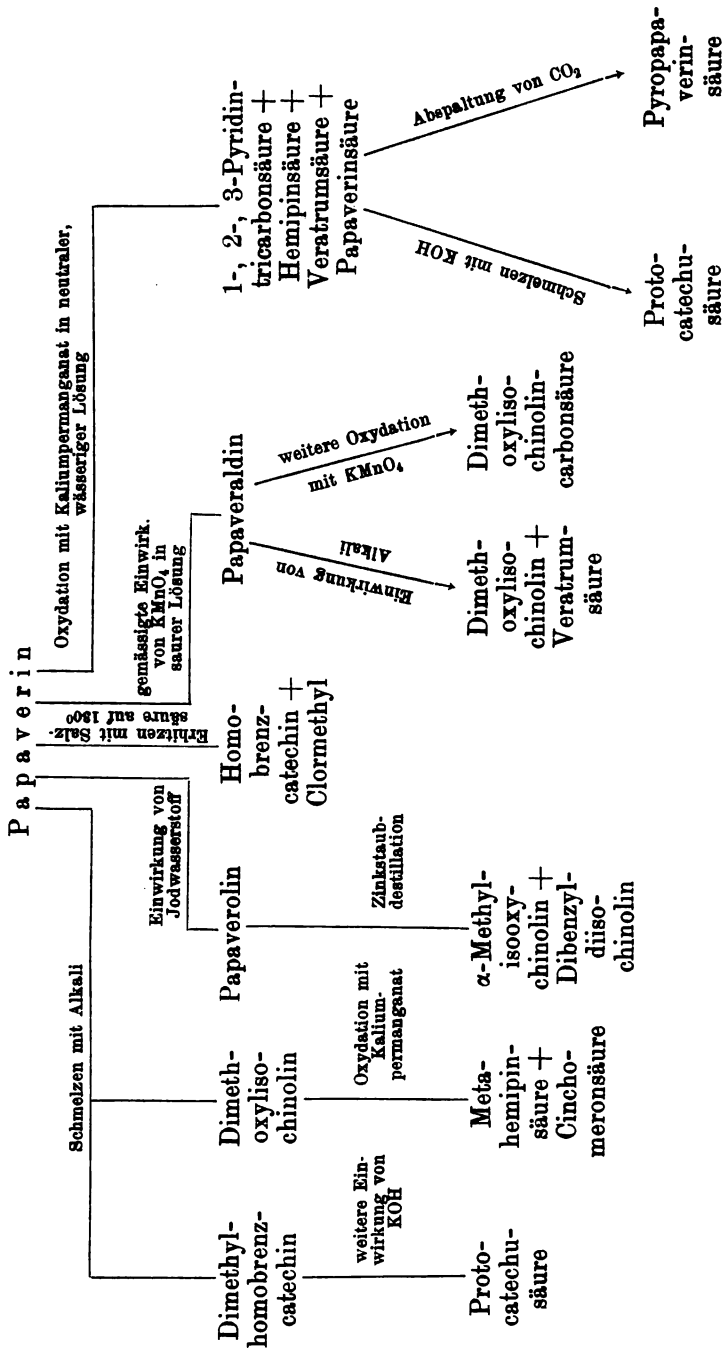 Papaverin
Schmelzen mit Alkali
Einwirkung von
Jodwasserstoff
Erhitzen mit Salz-
säure auf 130⁰
gemässigte Einwirk.
von KMnO₄ in
saurer Lösung
Oxydation mit Kaliumpermanganat in neutraler,
wässeriger Lösung
Dimethyl-
homobrenz-
catechin
Dimeth-
oxyliso-
chinolin
Papaverolin
Homo-
brenz-
catechin +
Clormethyl
Papaveraldin
1-, 2-, 3-Pyridin-
tricarbonsäure +
Hemipinsäure +
Veratrumsäure +
Papaverinsäure
weitere Ein-
wirkung von
KOH
Oxydation mit
Kalium-
permanganat
Zinkstaub-
destillation
Einwirkung von
Alkali
weitere Oxydation
mit KMnO₄
Schmelzen mit KOH
Abspaltung von CO₂
Proto-
catechu-
säure
Meta-
hemipin-
säure +
Cincho-
meronsäure
α-Methyl-
isooxy-
chinolin +
Dibenzyl-
diiso-
chinolin
Dimeth-
oxyliso-
chinolin +
Veratrum-
säure
Dimeth-
oxyliso-
chinolin-
carbonsäure
Proto-
catechu-
säure
Pyropapa-
verin-
säure